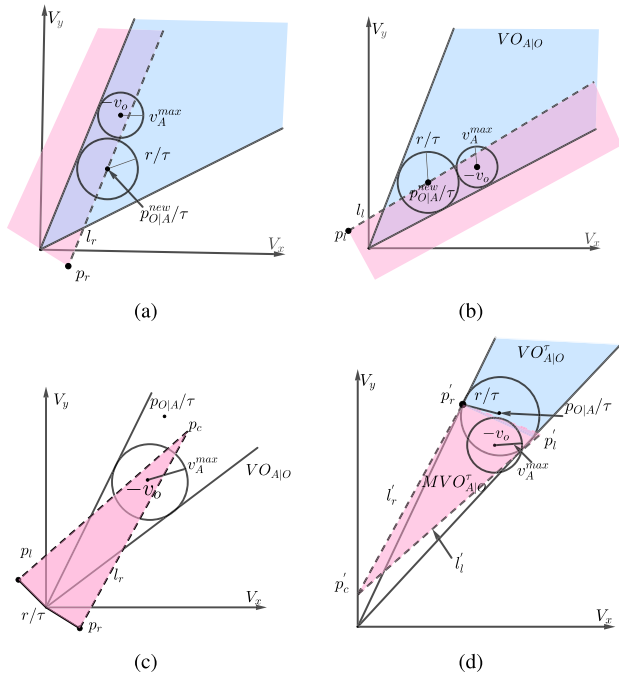 V_y
-v_o
v_A^{max}
r/τ
p_{O|A}^{new}/τ
l_r
V_x
p_r
(a)
V_y
VO_{A|O}
r/τ
v_A^{max}
p_{O|A}^{new}/τ
-v_o
l_l
p_l
V_x
(b)
V_y
p_{O|A}/τ
p_c
v_A^{max}
VO_{A|O}
-v_o
p_l
l_r
r/τ
V_x
p_r
(c)
V_y
VO_{A|O}^τ
p_r'
r/τ
p_{O|A}/τ
-v_o
p_l'
v_A^{max}
MVO_{A|O}^τ
l_r'
l_l'
p_c'
V_x
(d)